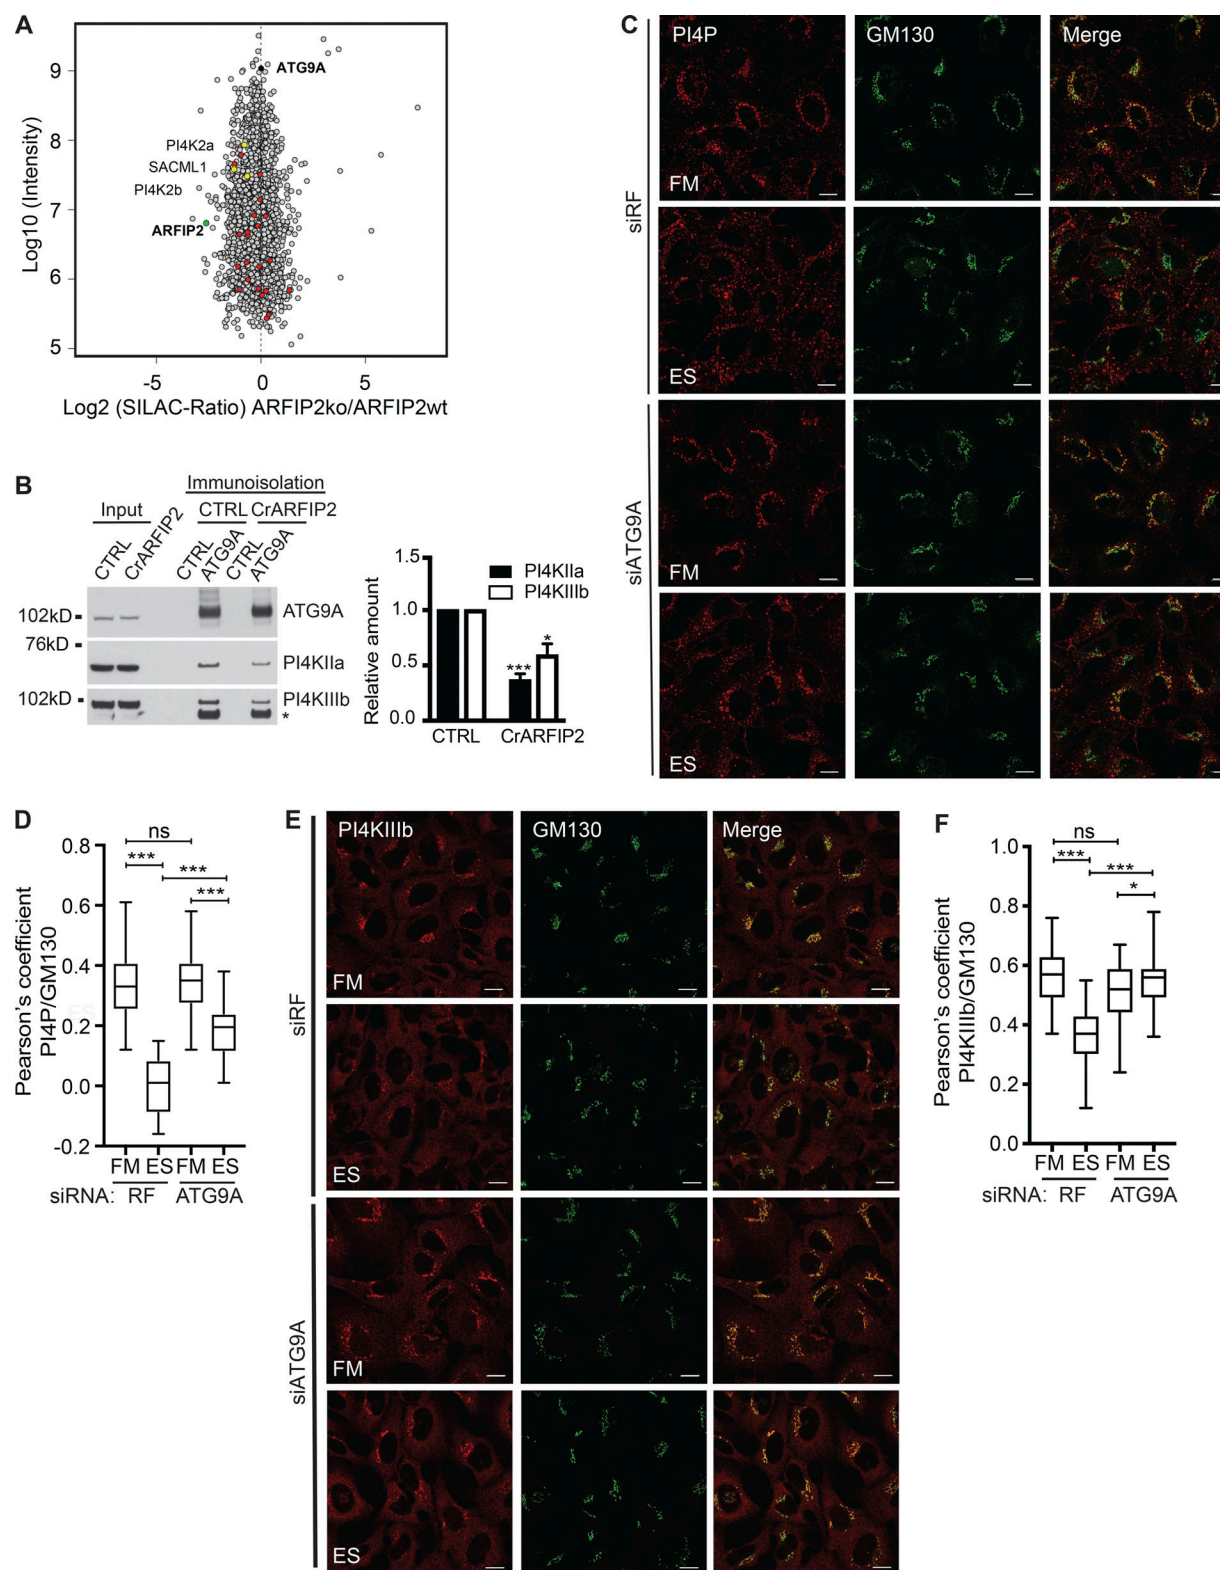 A
ATG9A
PI4K2a
SACML1
PI4K2b
ARFIP2
Log10 (Intensity)
9
8
7
6
5
-5
0
5
Log2 (SILAC-Ratio) ARFIP2ko/ARFIP2wt
B
Immunoisolation
Input
CTRL
CrARFIP2
CTRL
CrARFIP2
CTRL
ATG9A
CTRL
ATG9A
102kD
ATG9A
76kD
PI4KIIa
102kD
PI4KIIIb
*
Relative amount
1.5
1.0
0.5
0.0
PI4KIIa
PI4KIIIb
***
*
CTRL
CrARFIP2
C
PI4P
GM130
Merge
siRF
FM
ES
siATG9A
FM
ES
D
Pearson's coefficient
PI4P/GM130
0.8
0.6
0.4
0.2
0.0
-0.2
ns
***
***
***
FM ES FM ES
siRNA: RF ATG9A
E
PI4KIIIb
GM130
Merge
siRF
FM
ES
siATG9A
FM
ES
F
Pearson's coefficient
PI4KIIIb/GM130
1.0
0.8
0.6
0.4
0.2
0.0
ns
***
***
*
FM ES FM ES
siRNA: RF ATG9A